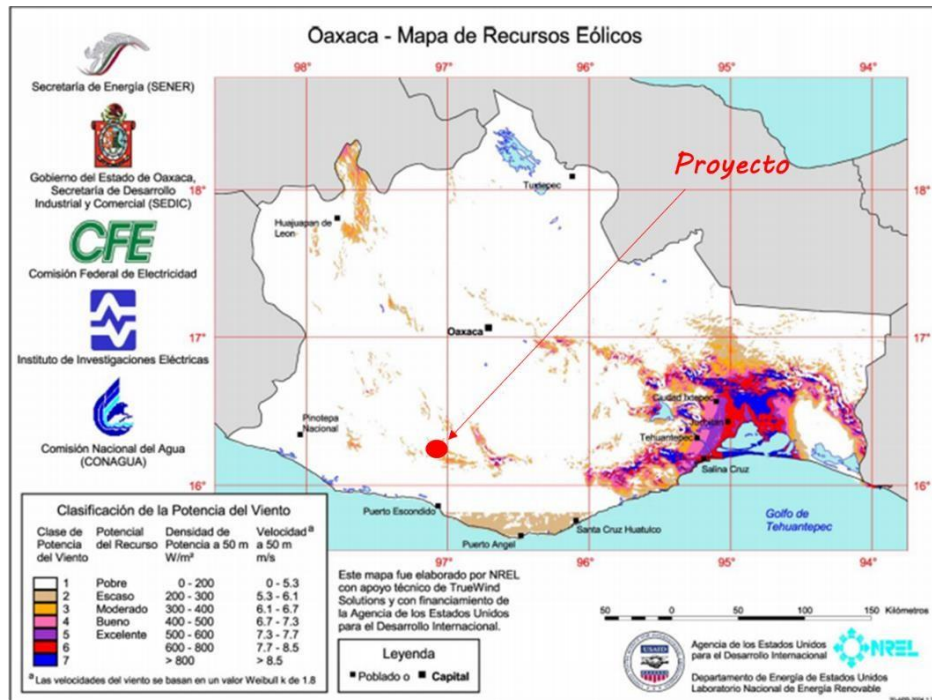 Oaxaca - Mapa de Recursos Eólicos
Secretaría de Energía (SENER)
Gobierno del Estado de Oaxaca,
Secretaría de Desarrollo
Industrial y Comercial (SEDIC)
CFE
Comisión Federal de Electricidad
Instituto de Investigaciones Eléctricas
Comisión Nacional del Agua
(CONAGUA)
98° 97° 96° 95° 94°
Proyecto
18° 18°
Tuxtepec
Huajuapan de
Leon
17° 17°
Oaxaca
Ciudad Ixtepec
Pinotepa
Nacional
Juchitan
Tehuantepec
Salina Cruz
16° 16°
Puerto Escondido
Santa Cruz Huatulco
Puerto Angel
Golfo de
Tehuantepec
98° 97° 96° 95° 94°
Clasificación de la Potencia del Viento
Clase de Potencia del Viento
Potencial del Recurso
Densidad de Potencia a 50 m W/m²
Velocidad a a 50 m m/s
1 Pobre 0 - 200 0 - 5.3
2 Escaso 200 - 300 5.3 - 6.1
3 Moderado 300 - 400 6.1 - 6.7
4 Bueno 400 - 500 6.7 - 7.3
5 Excelente 500 - 600 7.3 - 7.7
6 600 - 800 7.7 - 8.5
7 > 800 > 8.5
a Las velocidades del viento se basan en un valor Weibull k de 1.8
Este mapa fue elaborado por NREL
con apoyo técnico de TrueWind
Solutions y con financiamiento de
la Agencia de los Estados Unidos
para el Desarrollo Internacional.
Leyenda
Poblado o Capital
50 0 50 100 150 Kilómetros
USAID
Agencia de los Estados Unidos
para el Desarrollo Internacional
NREL
Departamento de Energía de Estados Unidos
Laboratorio Nacional de Energía Renovable